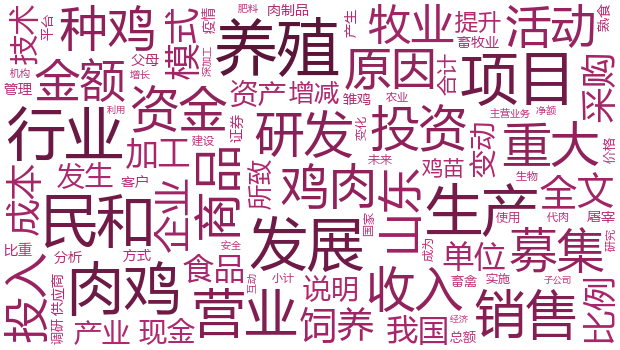 技术
平台
种鸡
模式
疫情
肥料
肉制品
养殖
产生
牧业
提升
畜牧业
活动
熟食
机构
管理
金额
父母
增长
深加工
资产
增减
雏鸡
原因
合计
农业
项目
采购
行业
利用
资金
证券
研发
变化
投资
主营业务
净额
变动
重大
价格
成本
发生
加工
建设
客户
商品
所致
鸡肉
未来
鸡苗
生物
全文
民和
企业
山东
国家
生产
使用
代肉
屠宰
比重
分析
方式
安全
发展
成为
单位
募集
研究
投入
供应商
调研
肉鸡
食品
互动
小计
说明
收入
畜禽
实施
子公司
比例
产业
现金
营业
饲养
我国
经济
总额
销售